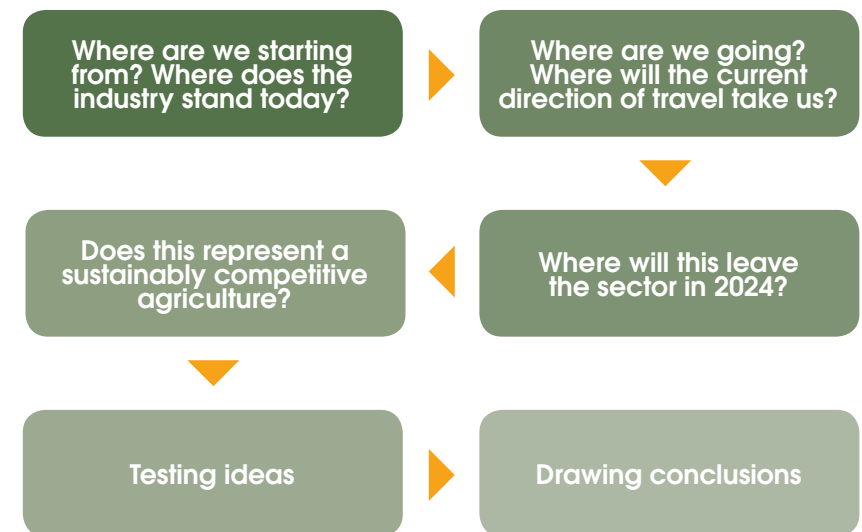 Where are we starting
from? Where does the
industry stand today?
Where are we going?
Where will the current
direction of travel take us?
Where will this leave
the sector in 2024?
Does this represent a
sustainably competitive
agriculture?
Testing ideas
Drawing conclusions